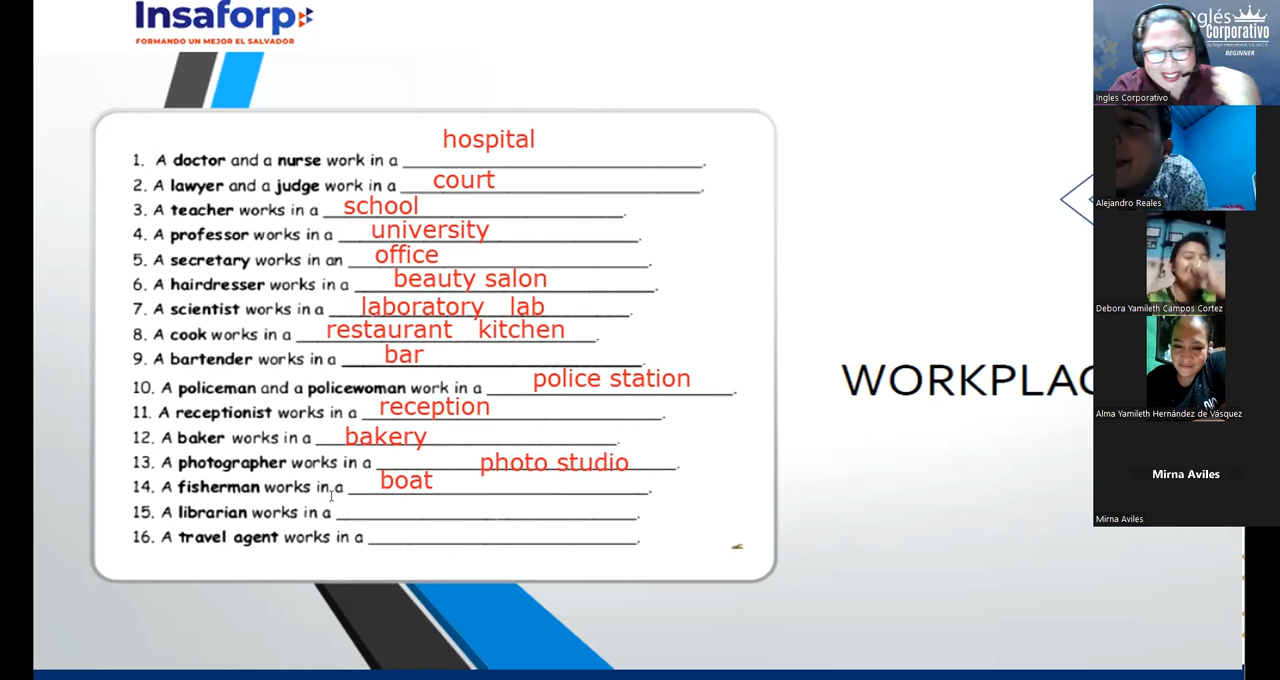 Insaforp
FORMANDO UN MEJOR EL SALVADOR
1. A doctor and a nurse work in a hospital.
2. A lawyer and a judge work in a court.
3. A teacher works in a school.
4. A professor works in a university.
5. A secretary works in an office.
6. A hairdresser works in a beauty salon.
7. A scientist works in a laboratory lab.
8. A cook works in a restaurant kitchen.
9. A bartender works in a bar.
10. A policeman and a policewoman work in a police station.
11. A receptionist works in a reception.
12. A baker works in a bakery.
13. A photographer works in a photo studio.
14. A fisherman works in a boat.
15. A librarian works in a ____.
16. A travel agent works in a ____.
WORKPLAC
Inglés
Corporativo
BEGINNER
Ingles Corporativo
Alejandro Reales
Debora Yamileth Campos Cortez
Alma Yamileth Hernández de Vásquez
Mirna Aviles
Mirna Aviles